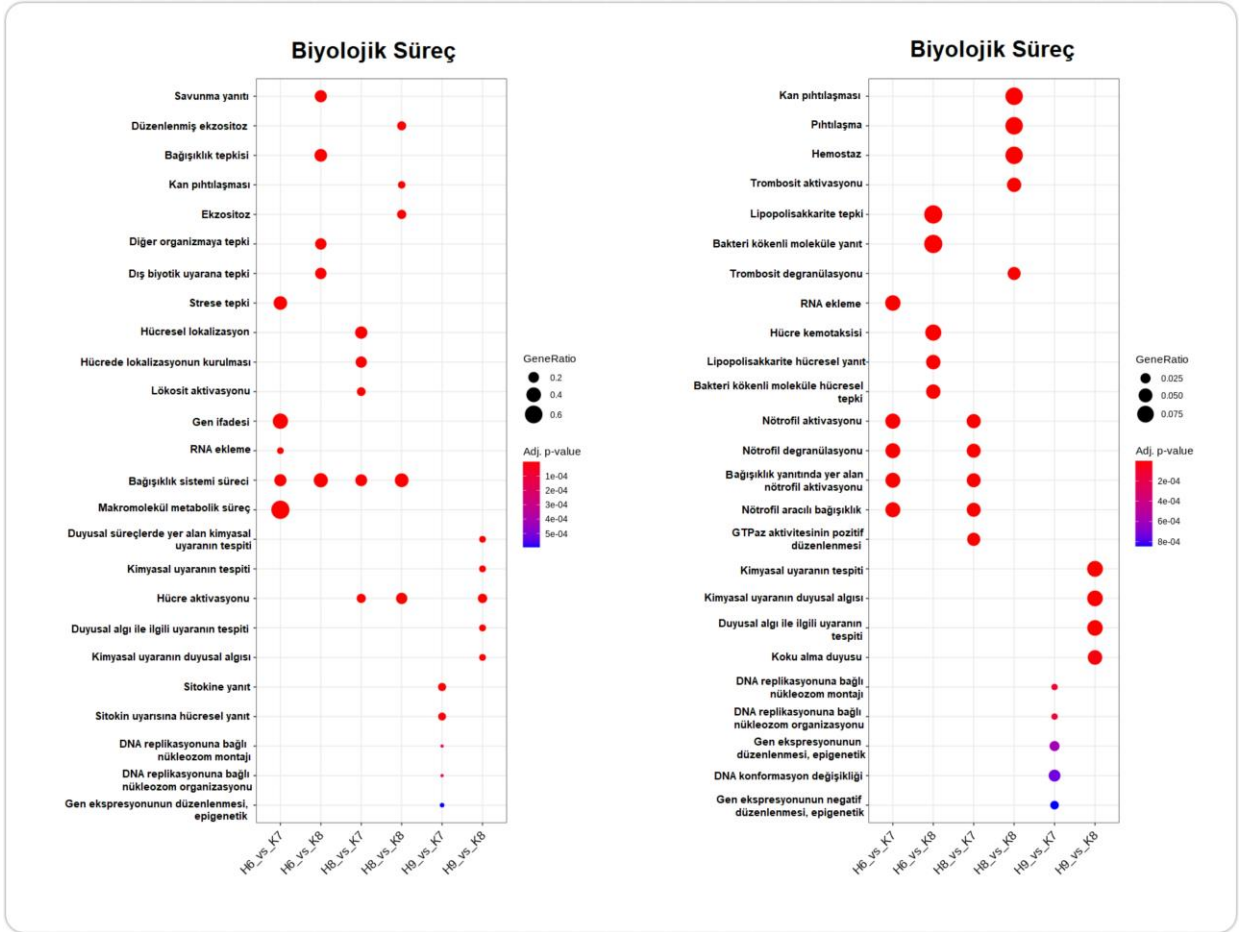 Biyolojik Süreç
Savunma yanıtı
Düzenlenmiş ekzositoz
Bağışıklık tepkisi
Kan pıhtılaşması
Ekzositoz
Diğer organizmaya tepki
Dış biyotik uyarana tepki
Strese tepki
Hücresel lokalizasyon
Hücrede lokalizasyonun kurulması
Lökosit aktivasyonu
Gen ifadesi
RNA ekleme
Bağışıklık sistemi süreci
Makromolekül metabolik süreç
Duyusal süreçlerde yer alan kimyasal
uyaranın tespiti
Kimyasal uyaranın tespiti
Hücre aktivasyonu
Duyusal algı ile ilgili uyaranın tespiti
Kimyasal uyaranın duyusal algısı
Sitokine yanıt
Sitokin uyarısına hücresel yanıt
DNA replikasyonuna bağlı
nükleozom montajı
DNA replikasyonuna bağlı
nükleozom organizasyonu
Gen ekspresyonunun düzenlenmesi,
epigenetik
H6_vs_K7
H6_vs_K8
H8_vs_K7
H8_vs_K8
H9_vs_K7
H9_vs_K8
GeneRatio
0.2
0.4
0.6
Adj. p-value
1e-04
2e-04
3e-04
4e-04
5e-04
Biyolojik Süreç
Kan pıhtılaşması
Pıhtılaşma
Hemostaz
Trombosit aktivasyonu
Lipopolisakkarite tepki
Bakteri kökenli moleküle yanıt
Trombosit degranülasyonu
RNA ekleme
Hücre kemotaksisi
Lipopolisakkarite hücresel yanıt
Bakteri kökenli moleküle hücresel
tepki
Nötrofil aktivasyonu
Nötrofil degranülasyonu
Bağışıklık yanıtında yer alan
nötrofil aktivasyonu
Nötrofil aracılı bağışıklık
GTPaz aktivitesinin pozitif
düzenlenmesi
Kimyasal uyaranın tespiti
Kimyasal uyaranın duyusal algısı
Duyusal algı ile ilgili uyaranın
tespiti
Koku alma duyusu
DNA replikasyonuna bağlı
nükleozom montajı
DNA replikasyonuna bağlı
nükleozom organizasyonu
Gen ekspresyonunun
düzenlenmesi, epigenetik
DNA konformasyon değişikliği
Gen ekspresyonunun negatif
düzenlenmesi, epigenetik
H6_vs_K7
H6_vs_K8
H8_vs_K7
H8_vs_K8
H9_vs_K7
H9_vs_K8
GeneRatio
0.025
0.050
0.075
Adj. p-value
2e-04
4e-04
6e-04
8e-04